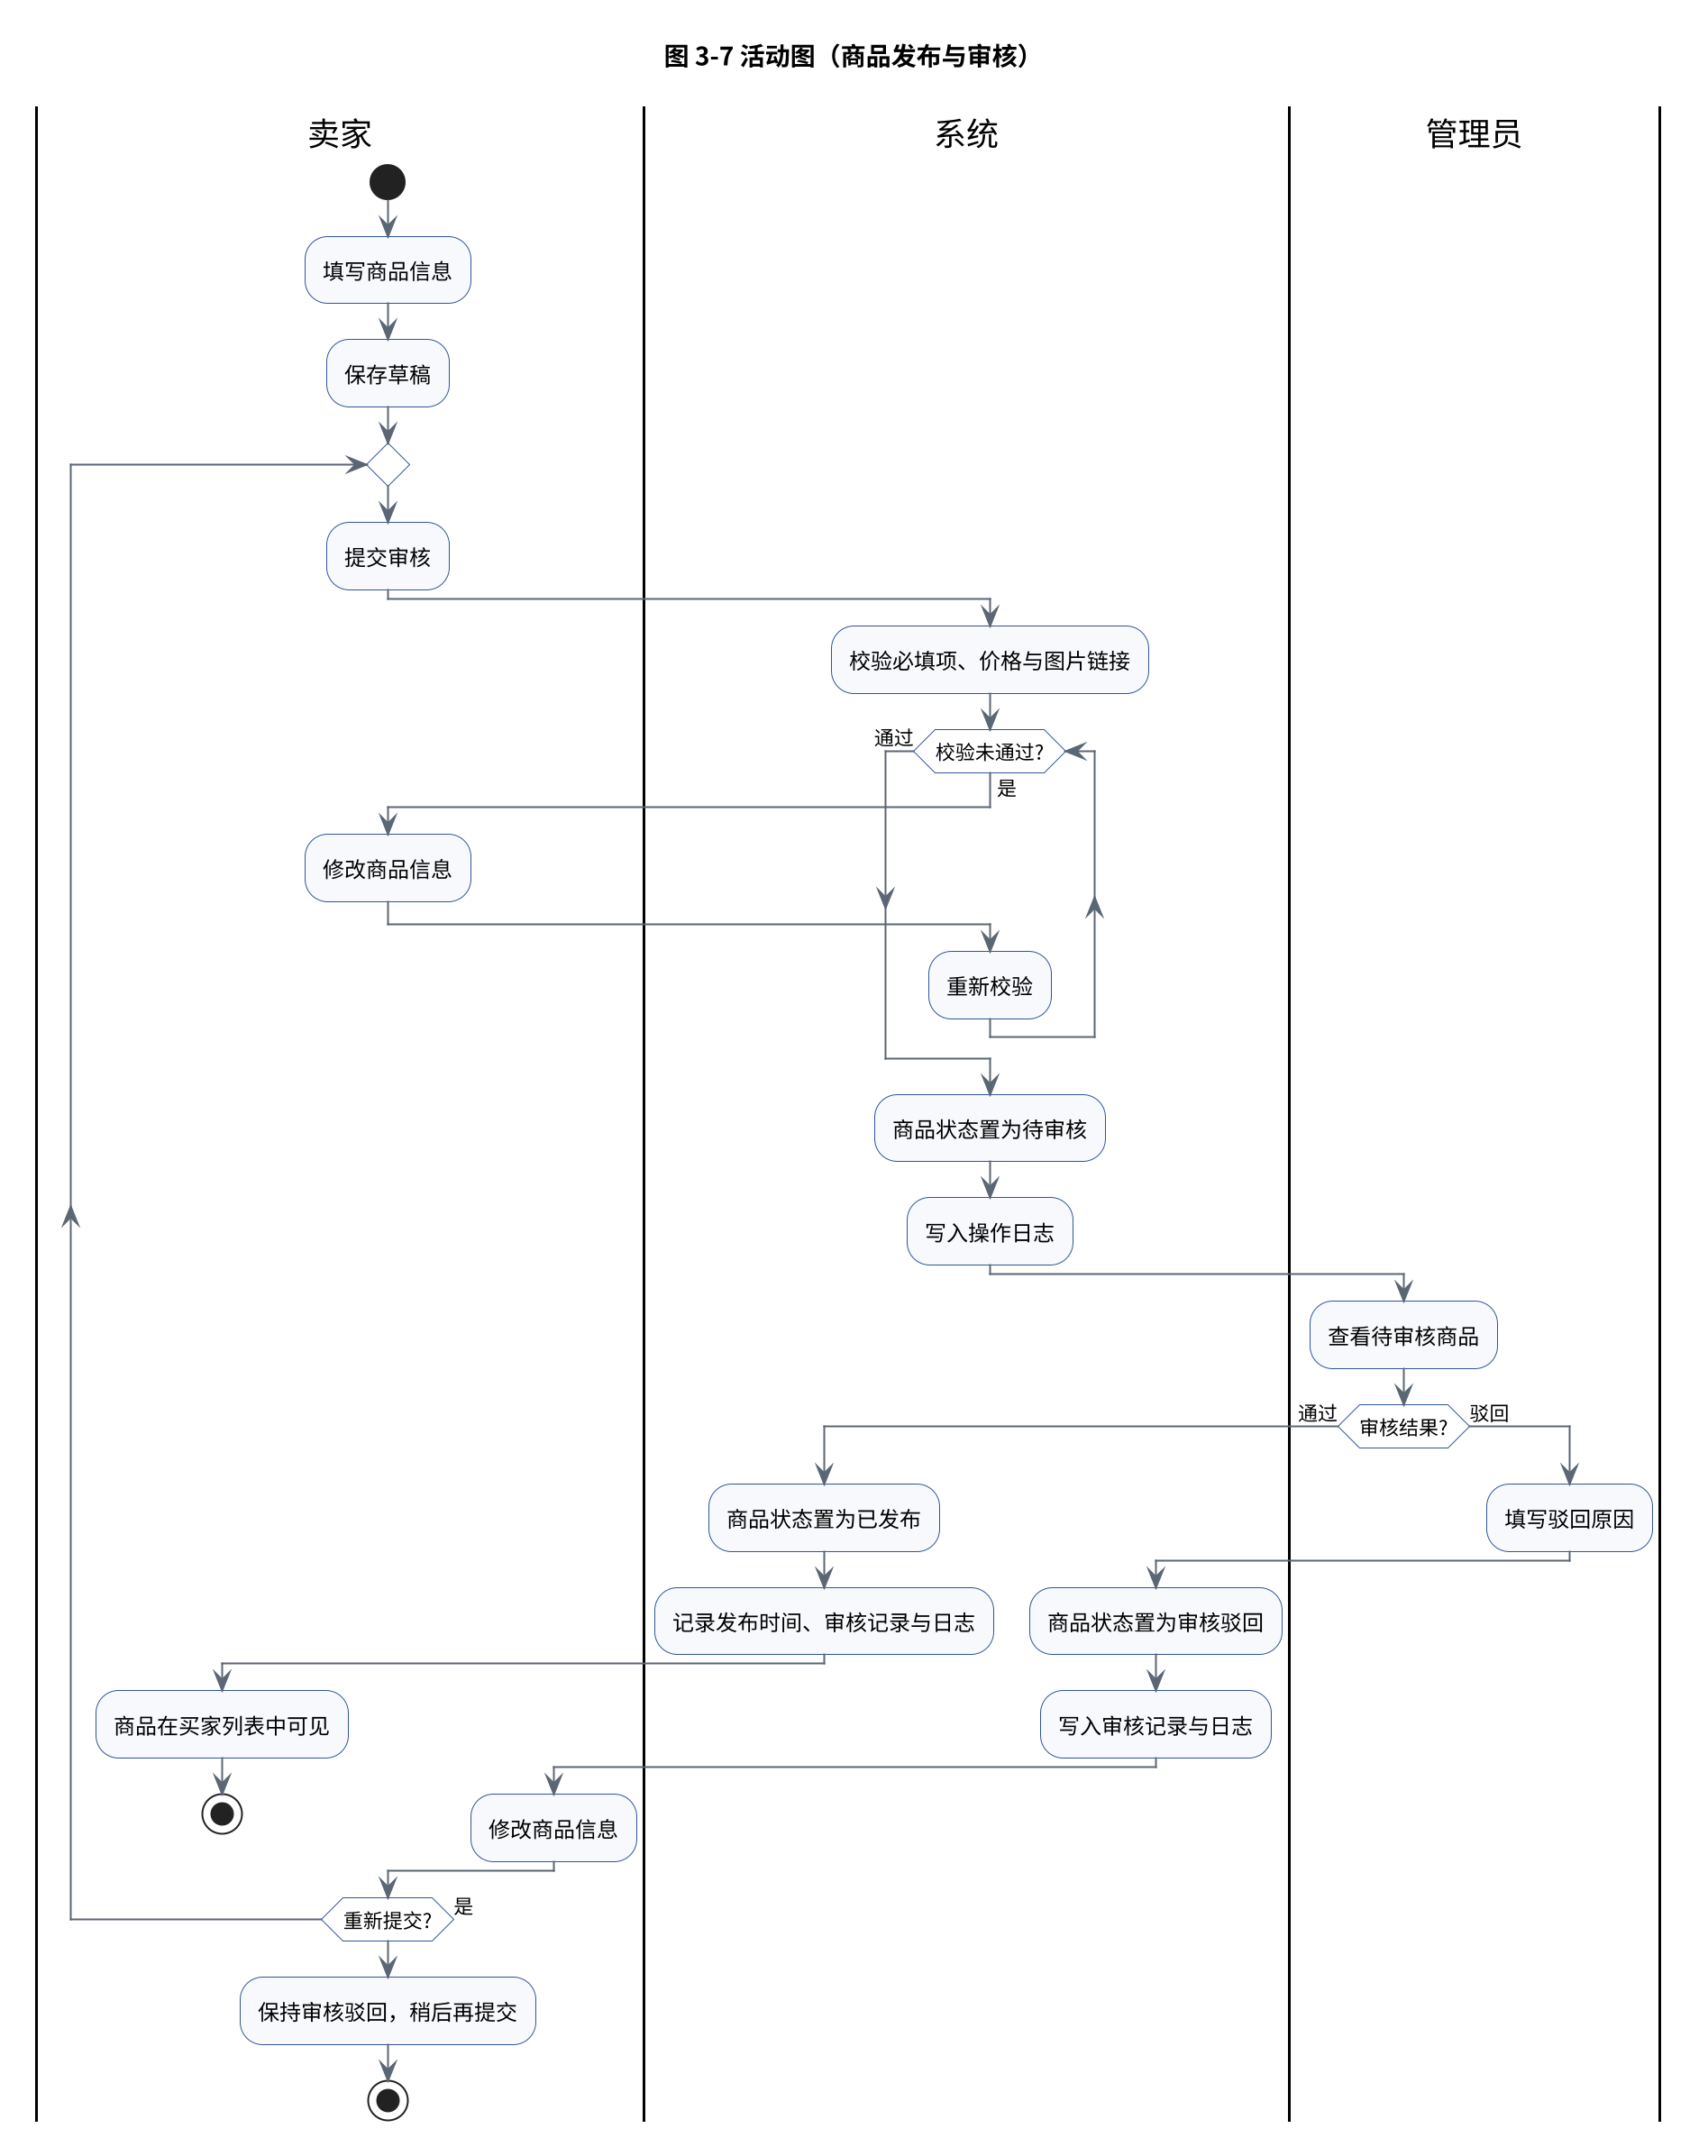 图 3-7 活动图（商品发布与审核）
卖家
系统
管理员
填写商品信息
保存草稿
提交审核
校验必填项、价格与图片链接
通过
校验未通过?
是
修改商品信息
重新校验
商品状态置为待审核
写入操作日志
查看待审核商品
通过
审核结果?
驳回
商品状态置为已发布
填写驳回原因
记录发布时间、审核记录与日志
商品状态置为审核驳回
商品在买家列表中可见
写入审核记录与日志
修改商品信息
重新提交?
是
保持审核驳回，稍后再提交